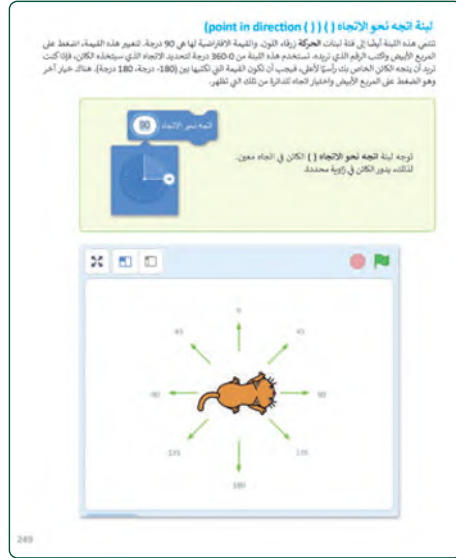 لبنة اتجه نحو الاتجاه ( ) (point in direction ( ) )
تنتمي هذه اللبنة أيضًا إلى فئة لبنات الحركة زرقاء اللون. والقيمة الافتراضية لها هي 90 درجة. لتغيير هذه القيمة، اضغط على
المربع الأبيض واكتب الرقم الذي تريده. تستخدم هذه اللبنة من 0-360 درجة لتحديد الاتجاه الذي سيتخذه الكائن، فإذا كنت
تريد أن يتجه الكائن الخاص بك رأسيًا لأعلى، فيجب أن تكون القيمة التي تكتبها بين (180- درجة، 180 درجة). هناك خيار آخر
وهو الضغط على المربع الأبيض واختيار اتجاه للدائرة من تلك التي تظهر.
اتجه نحو الاتجاه 90
توجه لبنة اتجه نحو الاتجاه ( ) الكائن في اتجاه معين.
لذلك، يدور الكائن في زاوية محددة.
0
-45 45
-90 90
-135 135
180
249